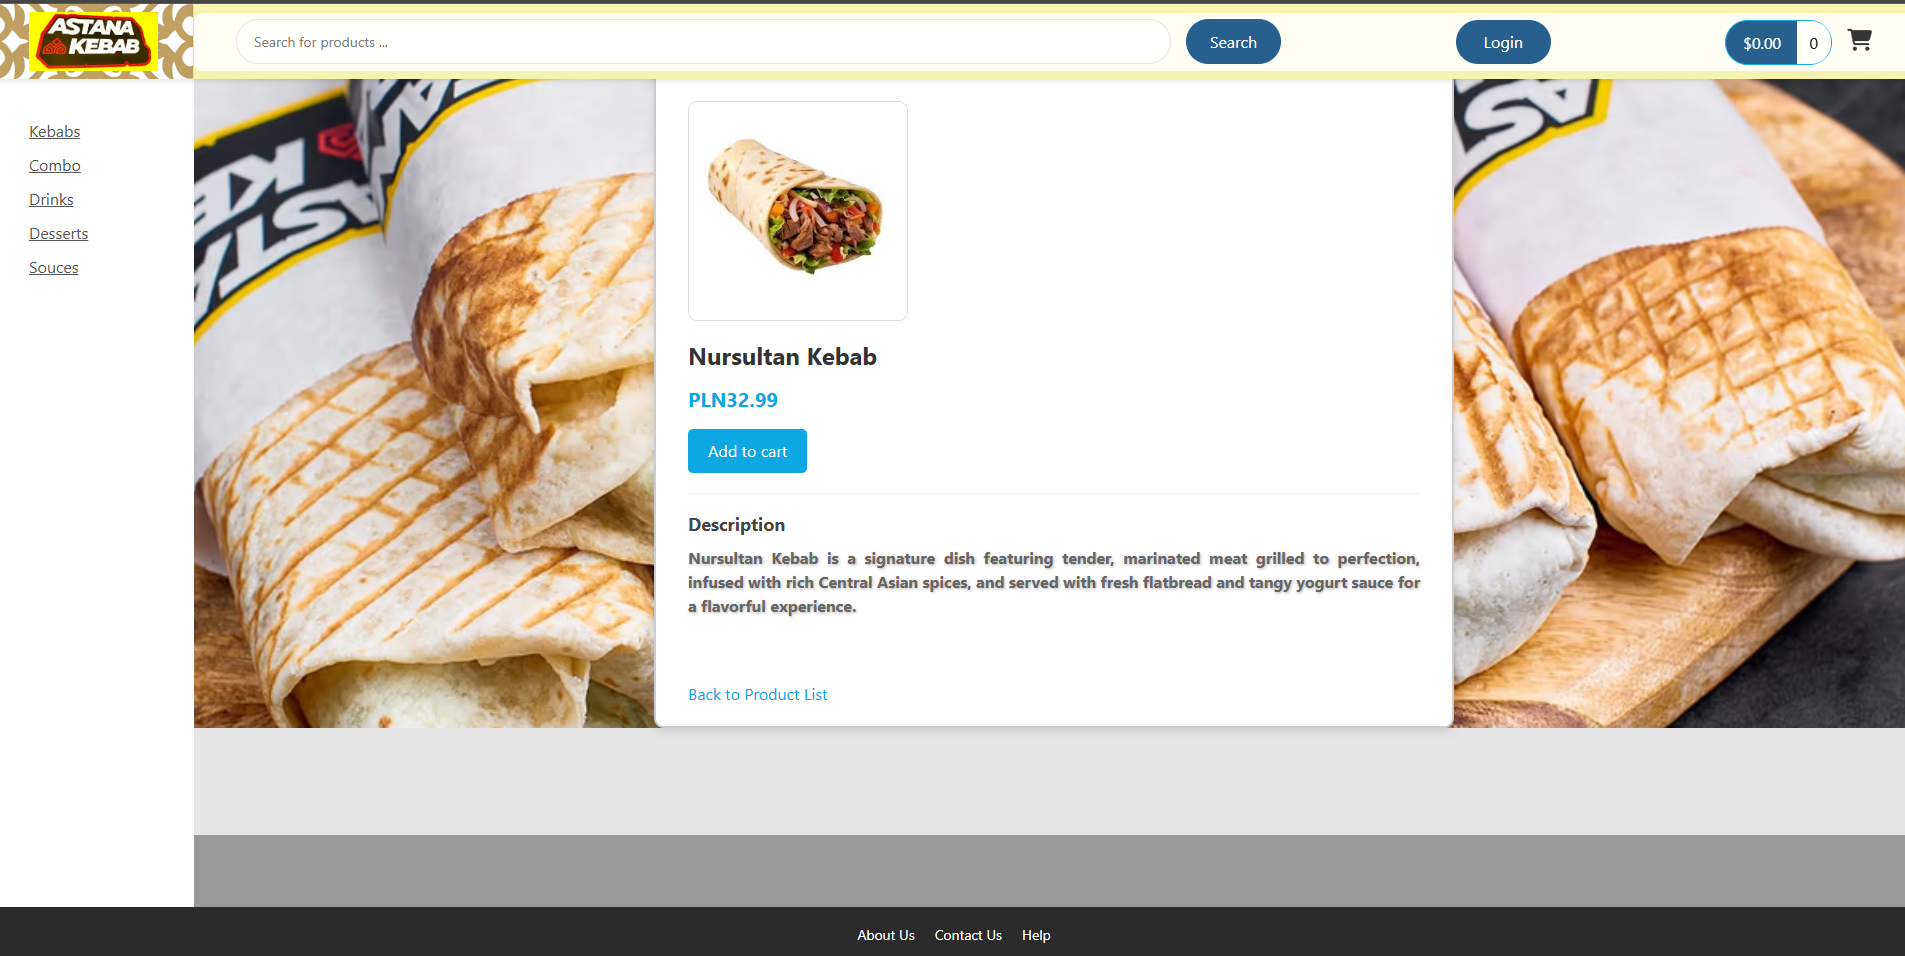 ASTANA
KEBAB
Search for products ...
Search
Login
$0.00
0
Kebabs
Combo
Drinks
Desserts
Souces
Nursultan Kebab
PLN32.99
Add to cart
Description
Nursultan Kebab is a signature dish featuring tender, marinated meat grilled to perfection,
infused with rich Central Asian spices, and served with fresh flatbread and tangy yogurt sauce for
a flavorful experience.
Back to Product List
About Us
Contact Us
Help